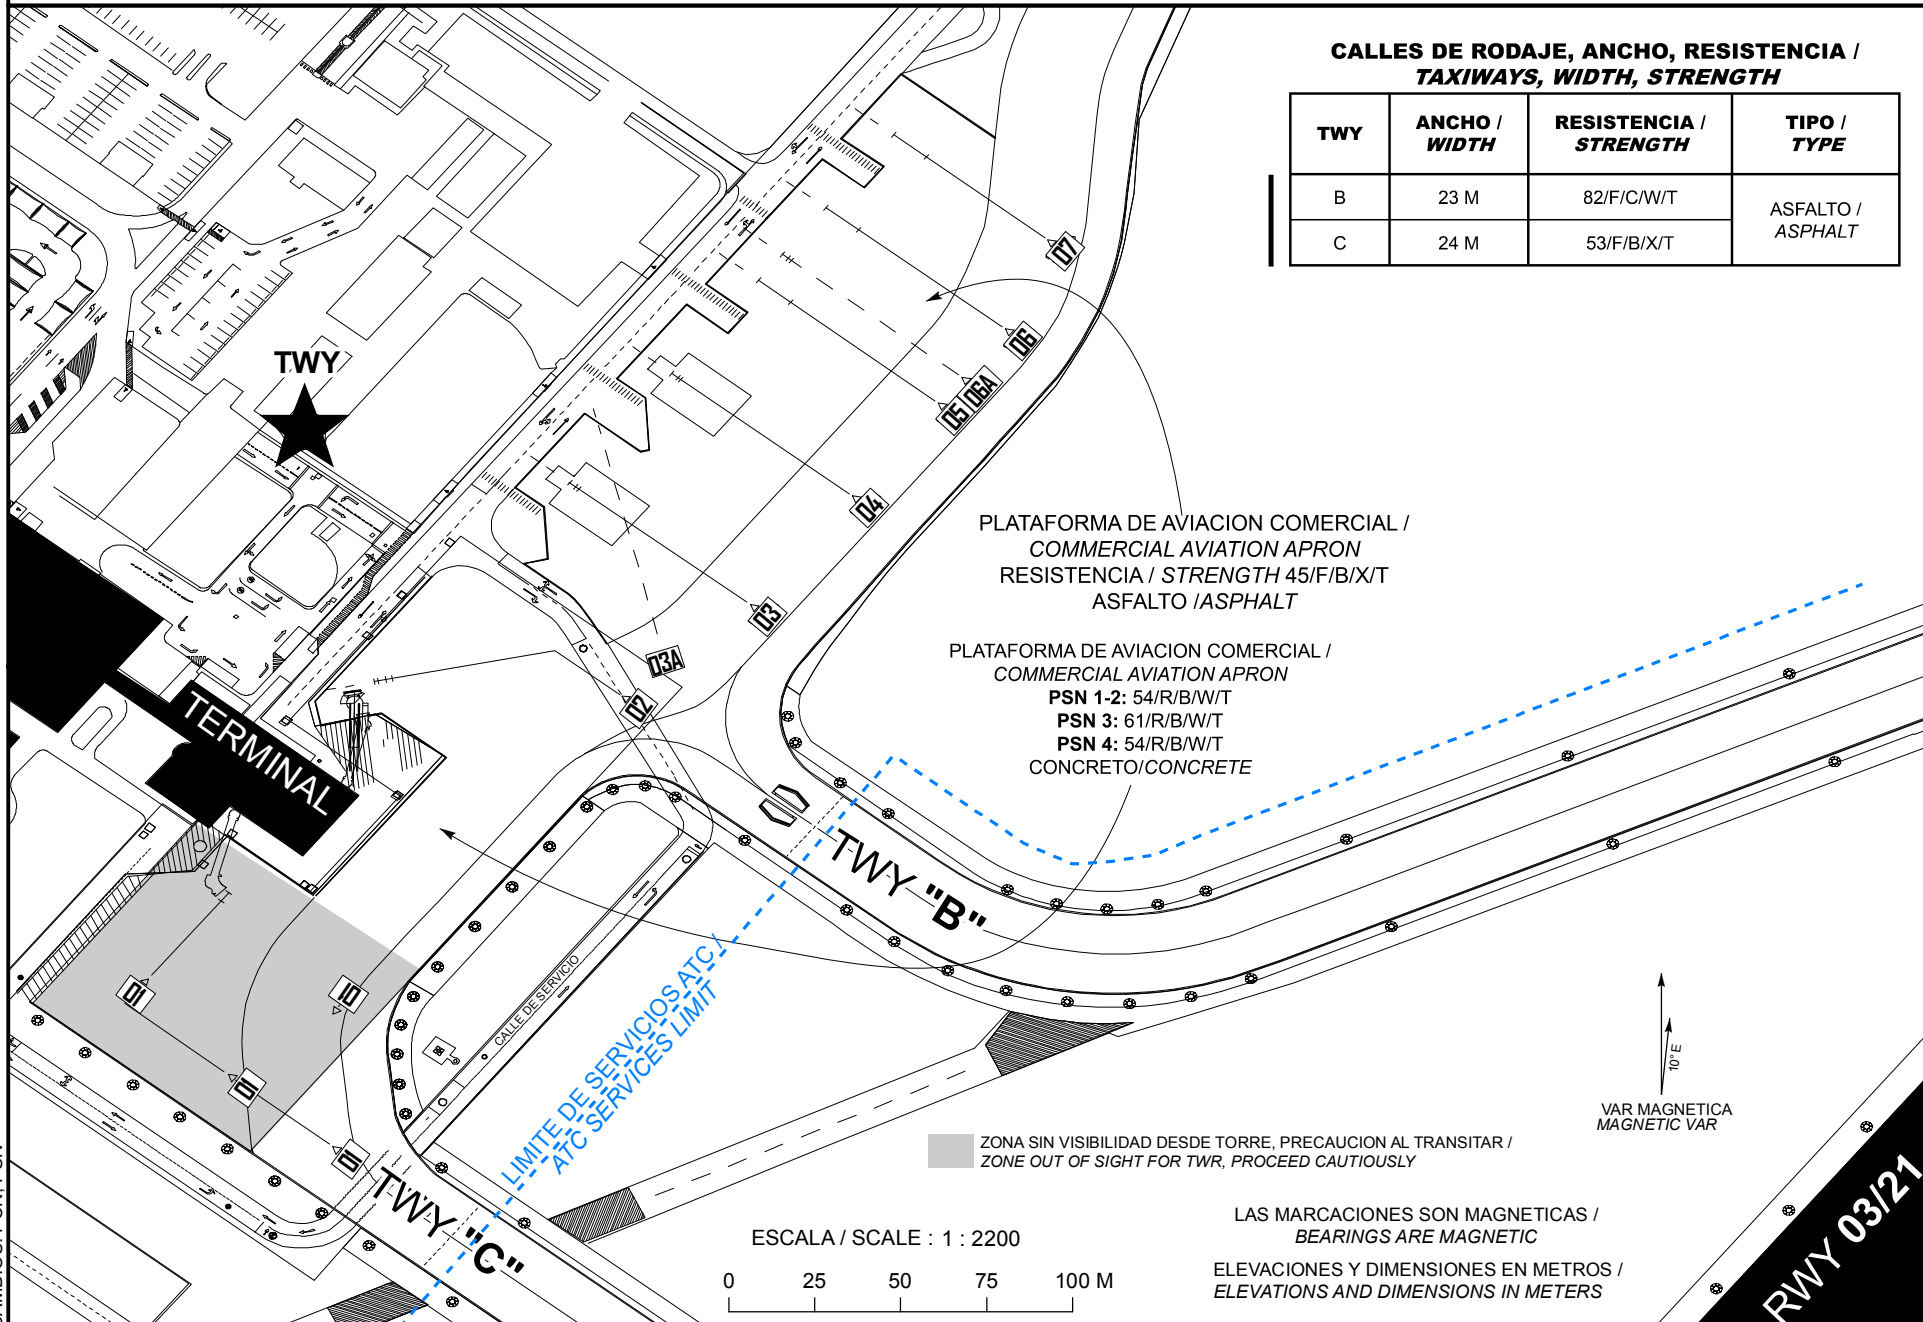 CALLES DE RODAJE, ANCHO, RESISTENCIA /
TAXIWAYS, WIDTH, STRENGTH
TWY
ANCHO /
WIDTH
RESISTENCIA /
STRENGTH
TIPO /
TYPE
B
23 M
82/F/C/W/T
ASFALTO /
ASPHALT
C
24 M
53/F/B/X/T
07
06
06A
05
04
03
03A
02
01
10
TWY
TERMINAL
PLATAFORMA DE AVIACION COMERCIAL /
COMMERCIAL AVIATION APRON
RESISTENCIA / STRENGTH 45/F/B/X/T
ASFALTO /ASPHALT
PLATAFORMA DE AVIACION COMERCIAL /
COMMERCIAL AVIATION APRON
PSN 1-2: 54/R/B/W/T
PSN 3: 61/R/B/W/T
PSN 4: 54/R/B/W/T
CONCRETO/CONCRETE
TWY "B"
CALLE DE SERVICIO
LIMITE DE SERVICIOS ATC /
ATC SERVICES LIMIT
TWY "C"
10° E
VAR MAGNETICA
MAGNETIC VAR
ZONA SIN VISIBILIDAD DESDE TORRE, PRECAUCION AL TRANSITAR /
ZONE OUT OF SIGHT FOR TWR, PROCEED CAUTIOUSLY
ESCALA / SCALE : 1 : 2200
0 25 50 75 100 M
LAS MARCACIONES SON MAGNETICAS /
BEARINGS ARE MAGNETIC
ELEVACIONES Y DIMENSIONES EN METROS /
ELEVATIONS AND DIMENSIONS IN METERS
RWY 03/21